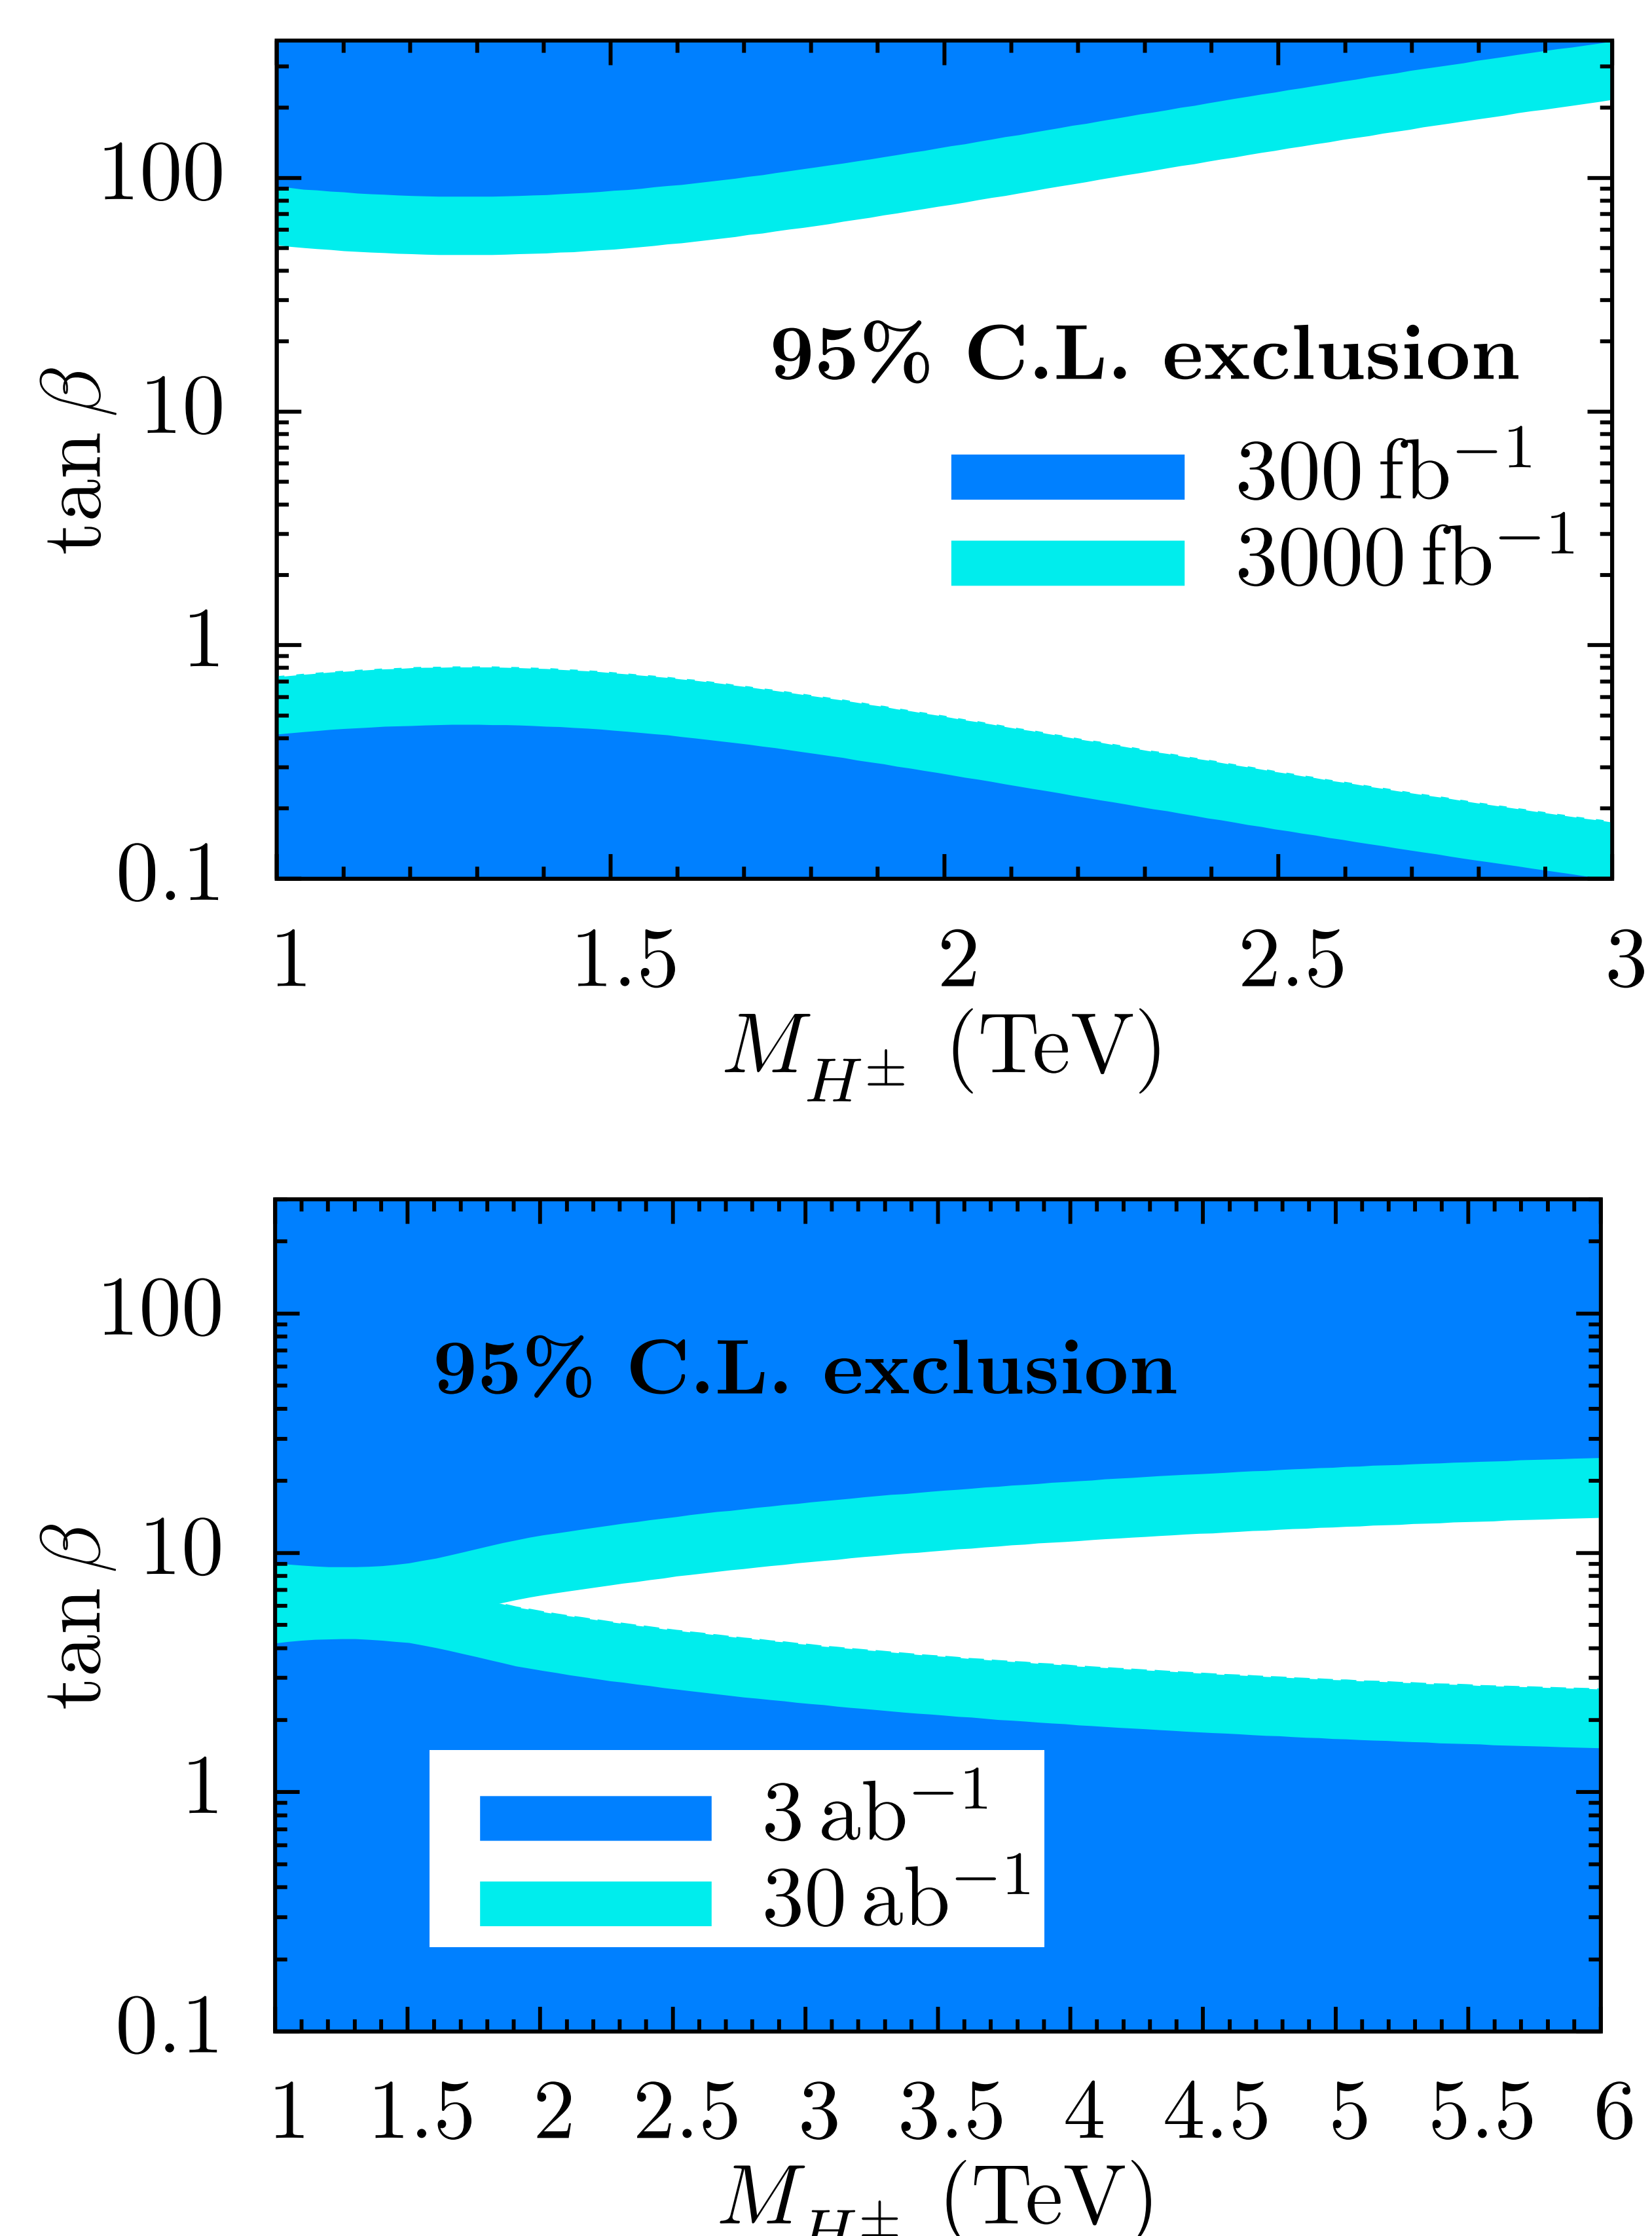 100
10
1
0.1
tan β
95% C.L. exclusion
300 fb⁻¹
3000 fb⁻¹
1 1.5 2 2.5 3
M_H± (TeV)
100
10
1
0.1
tan β
95% C.L. exclusion
3 ab⁻¹
30 ab⁻¹
1 1.5 2 2.5 3 3.5 4 4.5 5 5.5 6
M_H± (TeV)